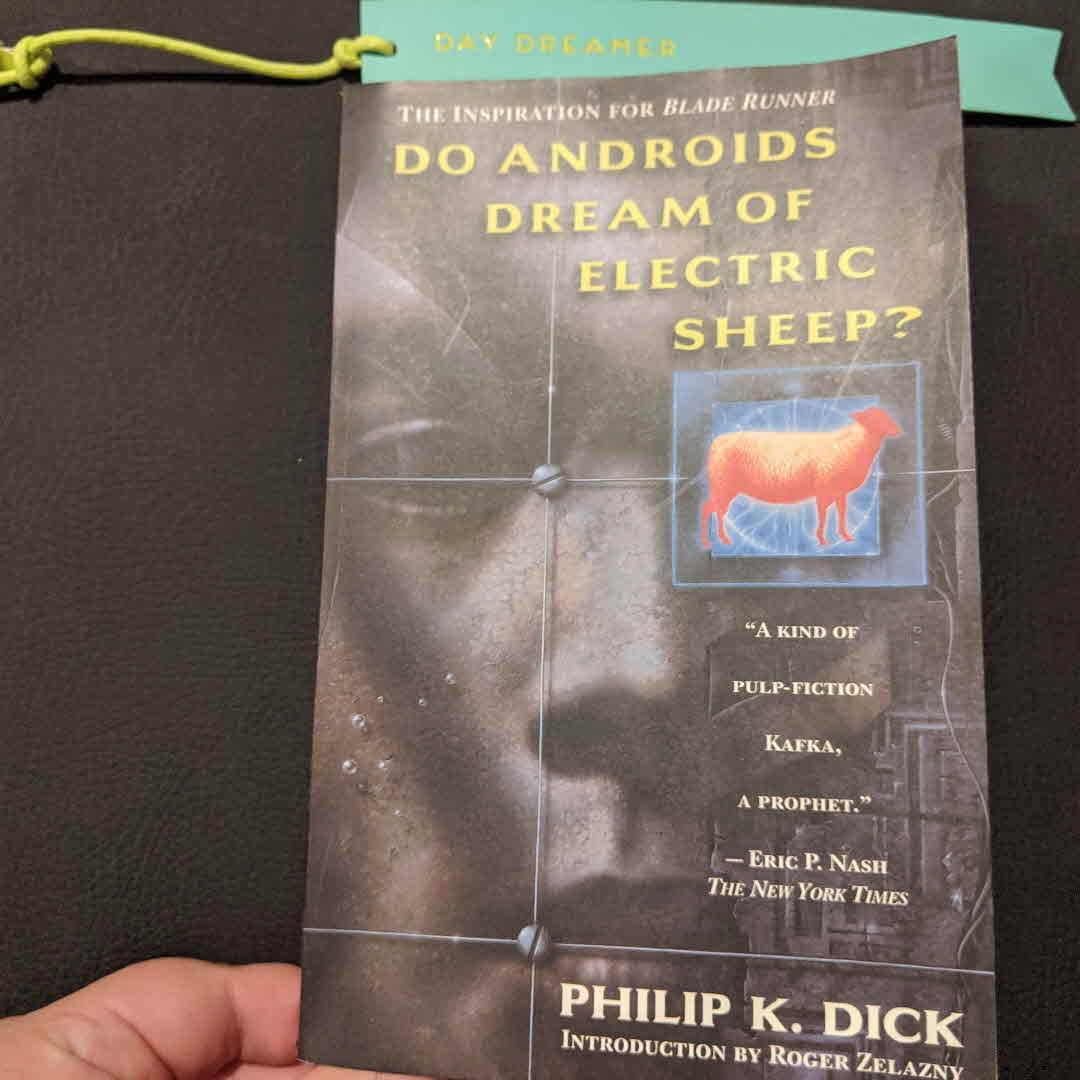 DAY DREAMER
THE INSPIRATION FOR BLADE RUNNER
DO ANDROIDS
DREAM OF
ELECTRIC
SHEEP?
“A KIND OF
PULP-FICTION
KAFKA,
A PROPHET.”
— ERIC P. NASH
THE NEW YORK TIMES
PHILIP K. DICK
INTRODUCTION BY ROGER ZELAZNY